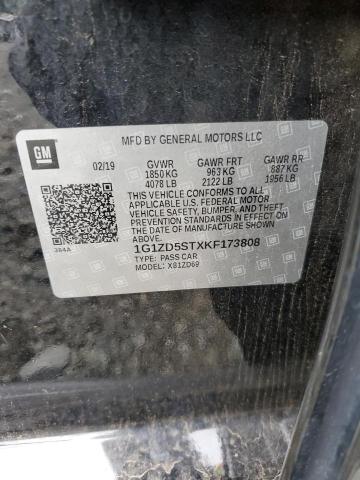 MFD BY GENERAL MOTORS LLC
GM
02/19 GVWR GAWR FRT GAWR RR
1850 KG 963 KG 887 KG
4078 LB 2122 LB 1956 LB
THIS VEHICLE CONFORMS TO ALL
APPLICABLE U.S. FEDERAL MOTOR
VEHICLE SAFETY, BUMPER, AND THEFT
PREVENTION STANDARDS IN EFFECT
ON THE DATE OF MANUFACTURE
SHOWN ABOVE.
1G1ZD5STXKF173808
TYPE: PASS CAR
MODEL: X81ZD69